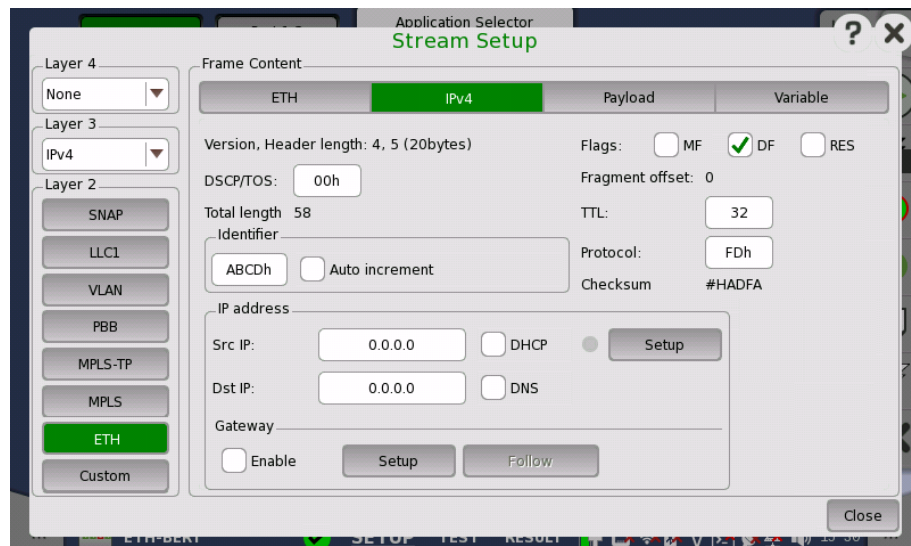 Application Selector
Stream Setup
?
Layer 4
None
Layer 3
IPv4
Layer 2
SNAP
LLC1
VLAN
PBB
MPLS-TP
MPLS
ETH
Custom
Frame Content
ETH IPv4 Payload Variable
Version, Header length: 4, 5 (20bytes)
DSCP/TOS: 00h
Total length 58
Identifier
ABCDh Auto increment
Flags: MF DF RES
Fragment offset: 0
TTL: 32
Protocol: FDh
Checksum #HADFA
IP address
Src IP: 0.0.0.0 DHCP Setup
Dst IP: 0.0.0.0 DNS
Gateway
Enable Setup Follow
Close
ETH-BERT SETUP TEST RESULT